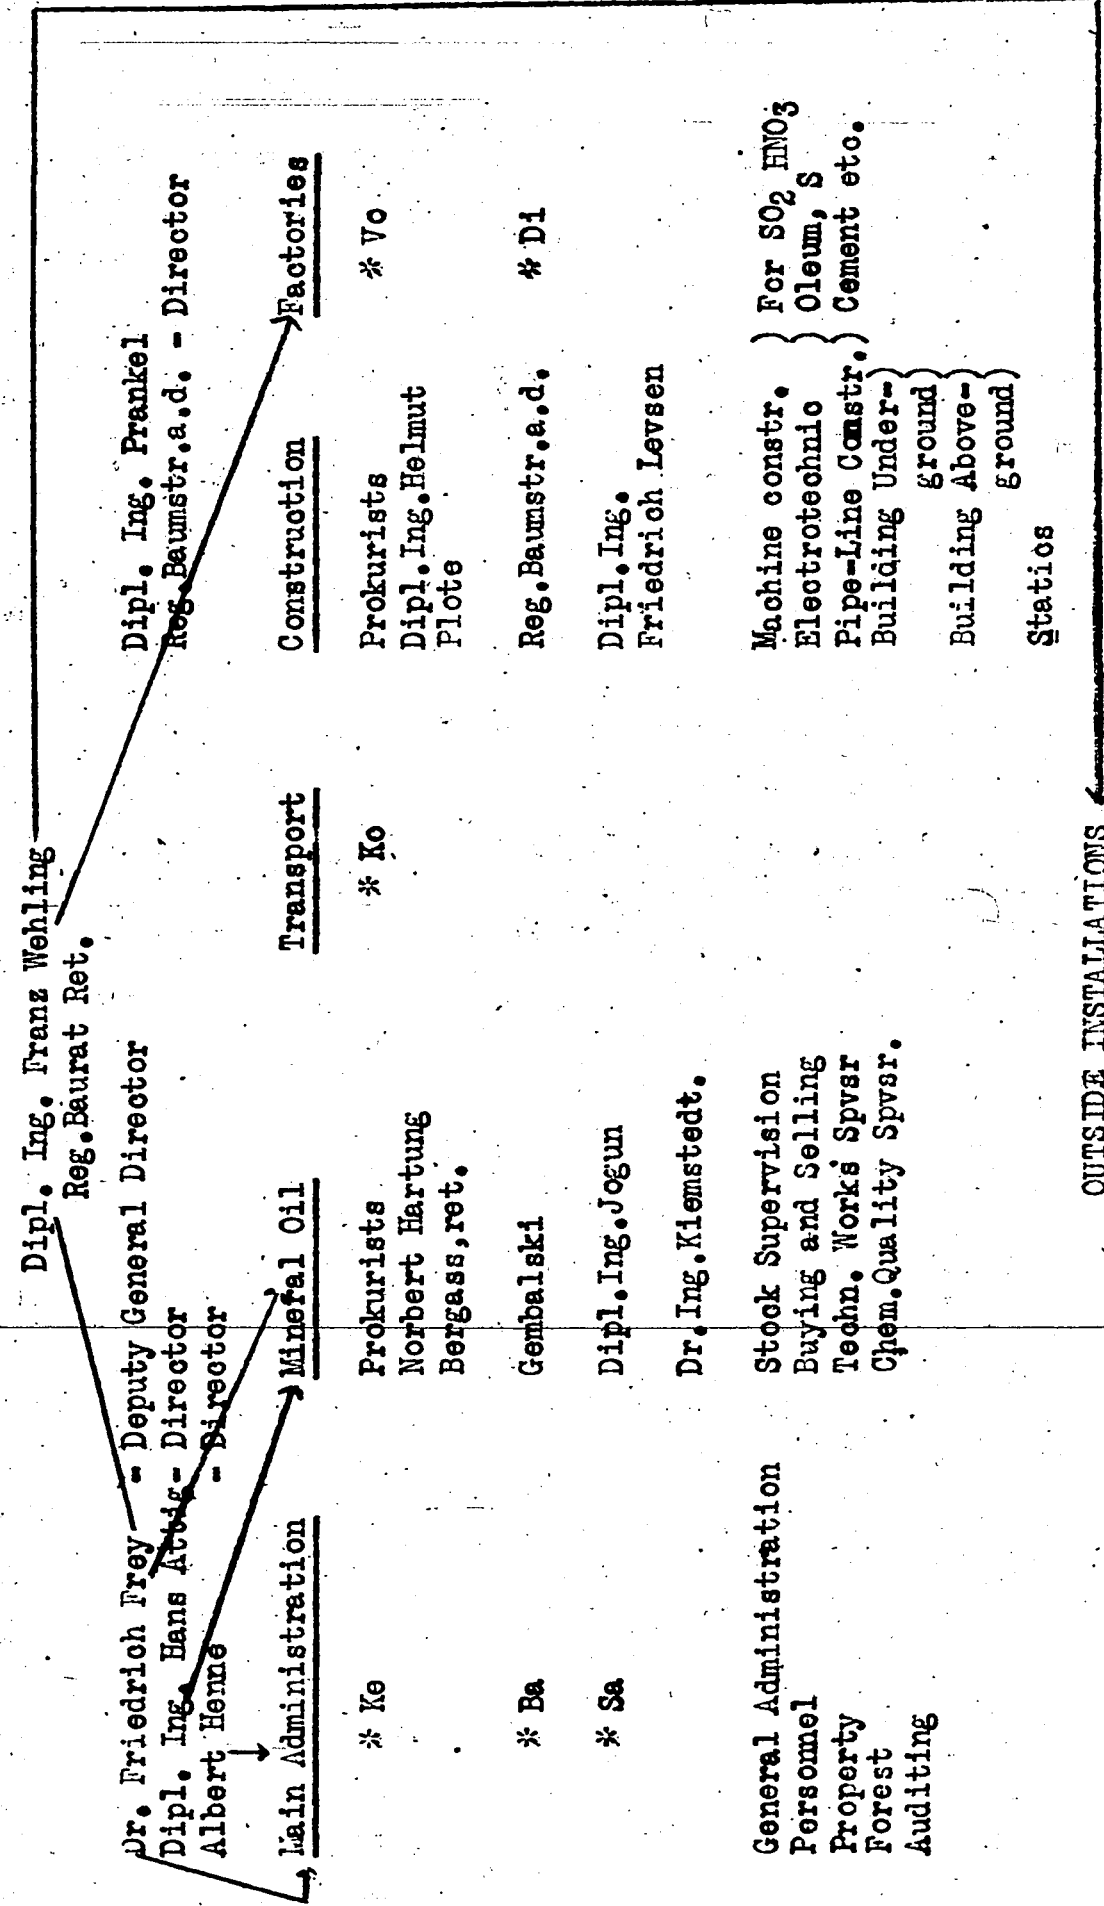 Dipl. Ing. Franz Wehling
Reg.Baurat Ret.
Dr. Friedrich Frey - Deputy General Director
Dipl. Ing. Hans Attig - Director
Albert Henne - Director
Dipl. Ing. Prankel
Reg.Baumstr.a.d. - Director
Main Administration
* Ke
* Ba
* Sa
General Administration
Personnel
Property
Forest
Auditing
Mineral Oil
Prokurists
Norbert Hartung
Bergass,ret.
Gembalski
Dipl.Ing.Jogun
Dr.Ing.Kiemstedt.
Stock Supervision
Buying and Selling
Techn. Works Spvsr
Chem.Quality Spvsr.
Transport
* Ko
Construction
Prokurists
Dipl.Ing.Helmut
Plote
Reg.Baumstr.a.d.
Dipl.Ing.
Friedrich Levsen
Machine constr. )
Electrotechnic )
Pipe-Line Constr.)
Building Under-)
ground)
Building Above-)
ground)
Statics
Factories
* Vo
* Di
For SO2 HNO3
Oleum, S
Cement etc.
OUTSIDE INSTALLATIONS